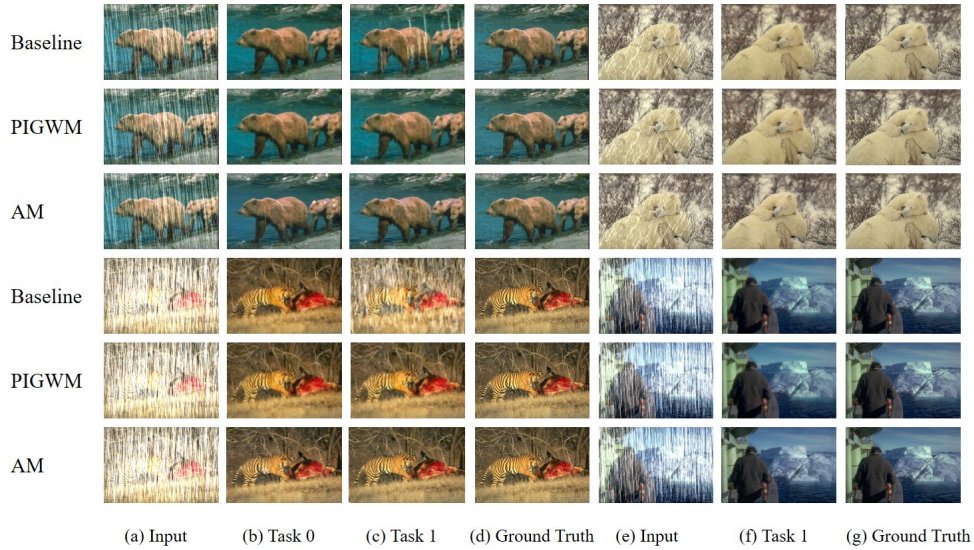 Baseline
PIGWM
AM
Baseline
PIGWM
AM
(a) Input (b) Task 0 (c) Task 1 (d) Ground Truth (e) Input (f) Task 1 (g) Ground Truth